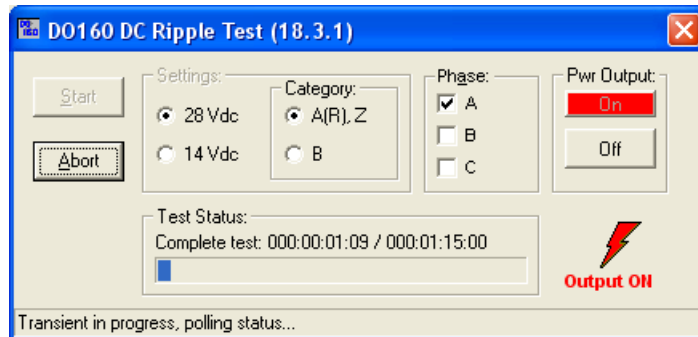 DO160 DC Ripple Test (18.3.1)
Start
Abort
Settings:
28 Vdc
14 Vdc
Category:
A(R), Z
B
Phase:
A
B
C
Pwr Output:
On
Off
Test Status:
Complete test: 000:00:01:09 / 000:01:15:00
Output ON
Transient in progress, polling status...